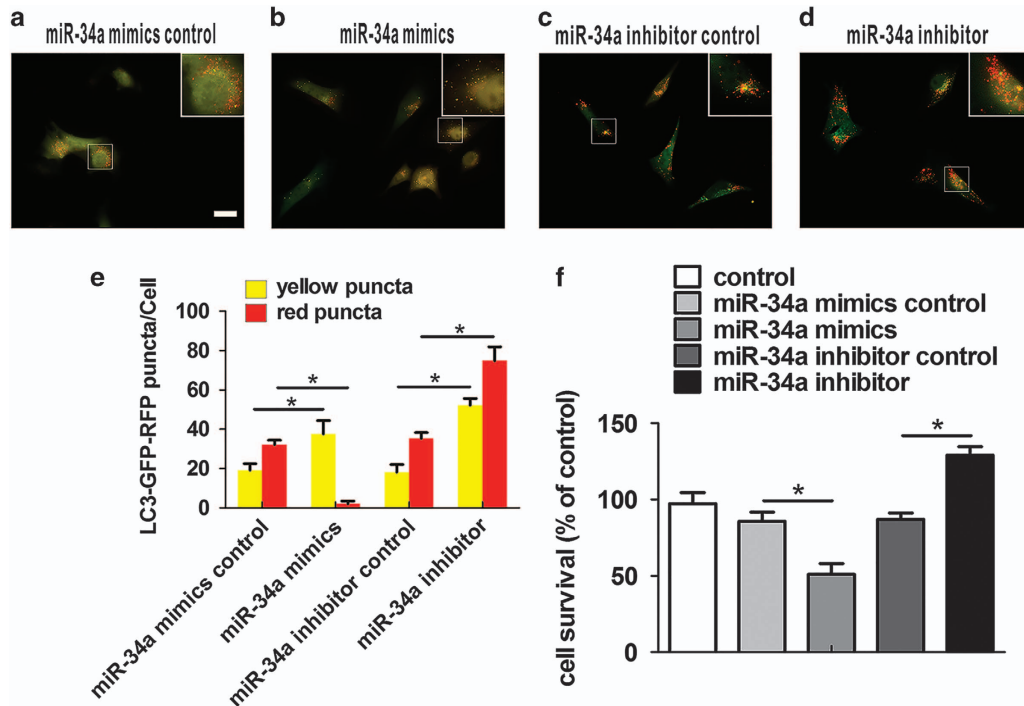 a
miR-34a mimics control
b
miR-34a mimics
c
miR-34a inhibitor control
d
miR-34a inhibitor
e
yellow puncta
red puncta
LC3-GFP-RFP puncta/Cell
100
80
60
40
20
0
*
*
*
*
miR-34a mimics control
miR-34a mimics
miR-34a inhibitor control
miR-34a inhibitor
f
control
miR-34a mimics control
miR-34a mimics
miR-34a inhibitor control
miR-34a inhibitor
cell survival (% of control)
150
100
50
0
*
*